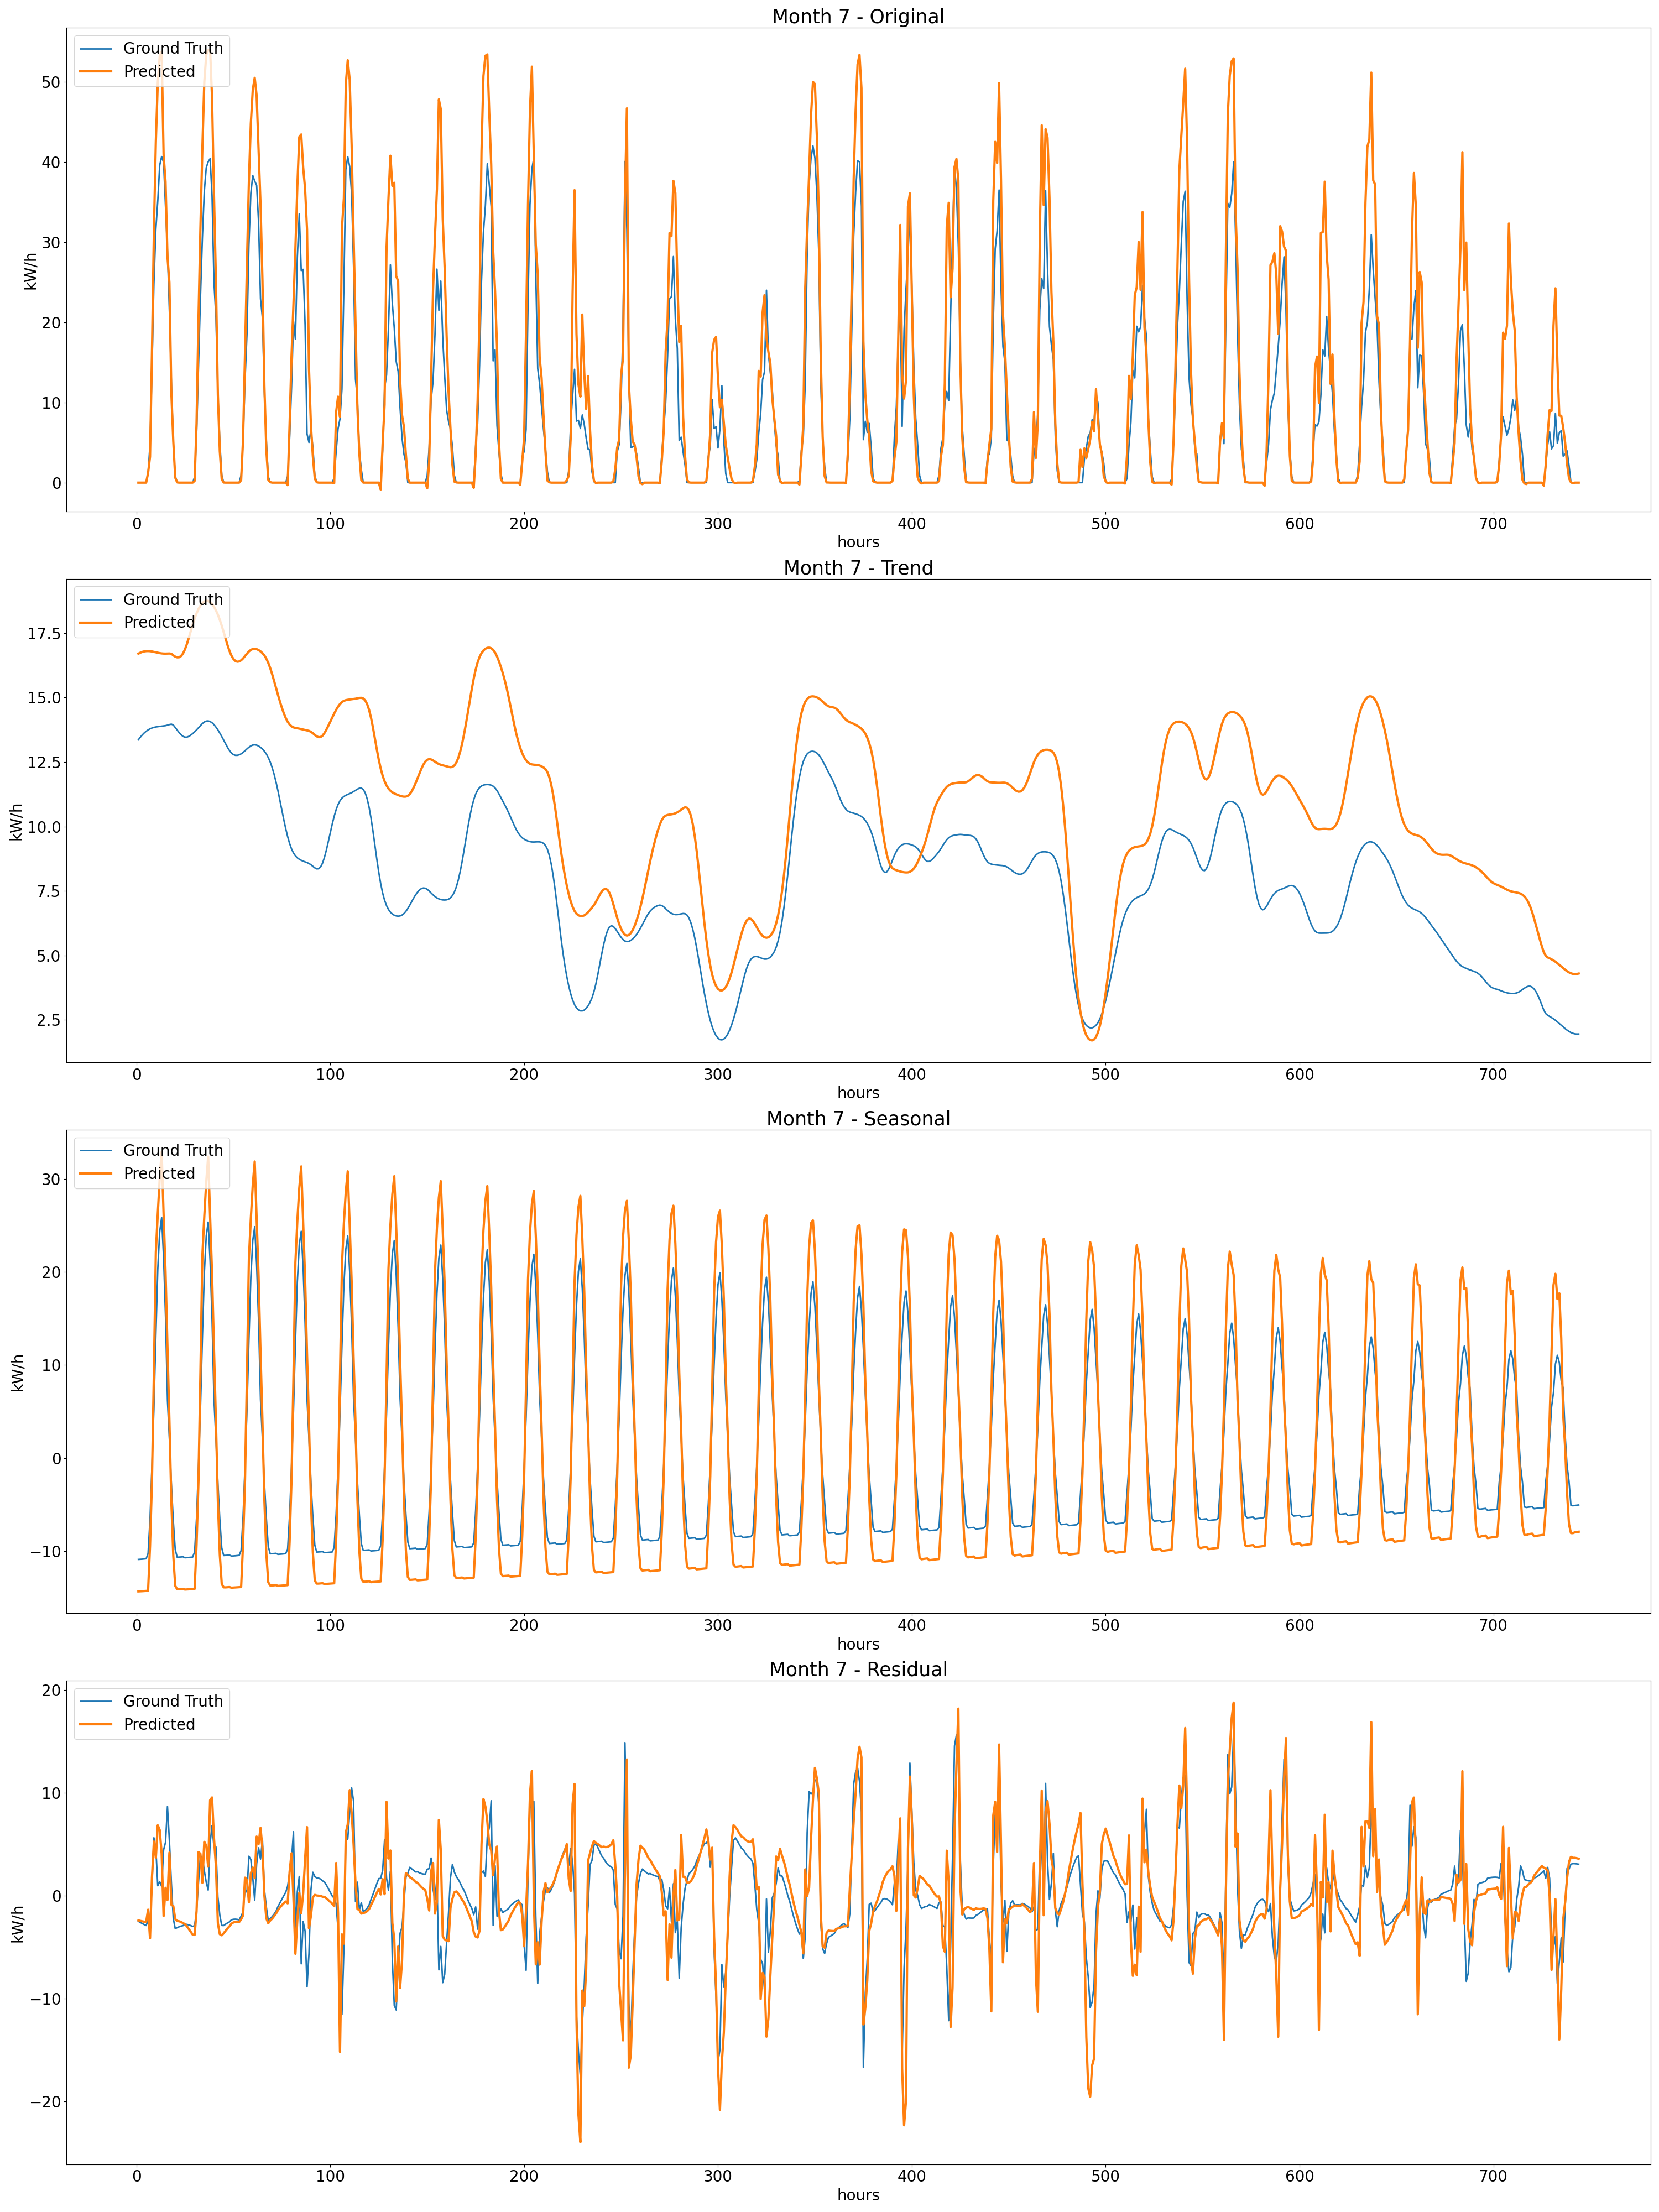 Month 7 - Original
Ground Truth
Predicted
50
40
30
20
10
0
kW/h
0 100 200 300 400 500 600 700
hours
Month 7 - Trend
Ground Truth
Predicted
17.5
15.0
12.5
10.0
7.5
5.0
2.5
kW/h
0 100 200 300 400 500 600 700
hours
Month 7 - Seasonal
Ground Truth
Predicted
30
20
10
0
−10
kW/h
0 100 200 300 400 500 600 700
hours
Month 7 - Residual
Ground Truth
Predicted
20
10
0
−10
−20
kW/h
0 100 200 300 400 500 600 700
hours